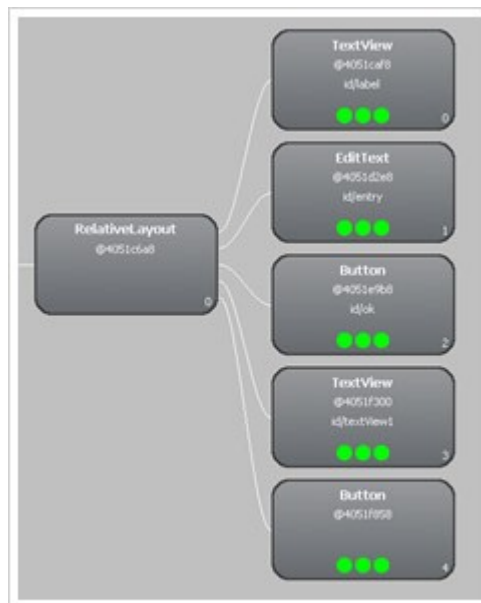 TextView
@4051caf8
id/label
0
EditText
@4051d2e8
id/entry
1
RelativeLayout
@4051c6a8
0
Button
@4051e9b8
id/ok
2
TextView
@4051f300
id/textView1
3
Button
@4051f858
4